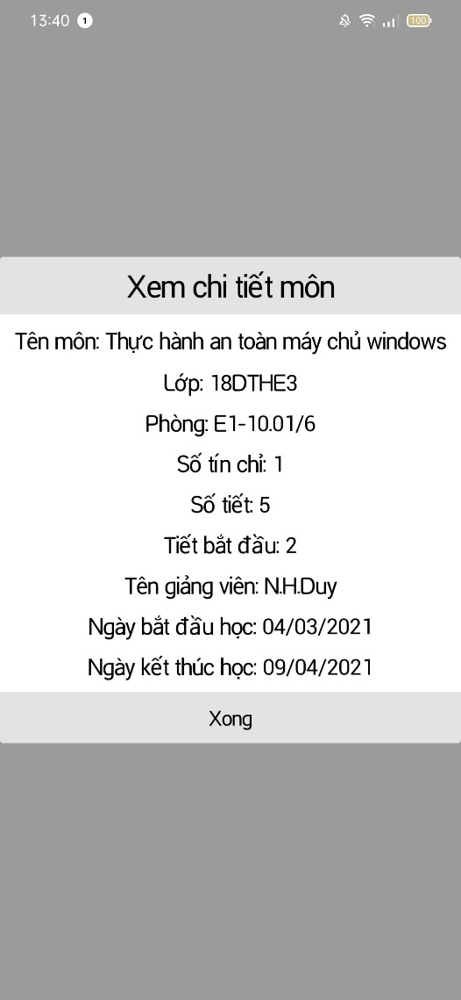 13:40 1 100
Xem chi tiết môn
Tên môn: Thực hành an toàn máy chủ windows
Lớp: 18DTHE3
Phòng: E1-10.01/6
Số tín chỉ: 1
Số tiết: 5
Tiết bắt đầu: 2
Tên giảng viên: N.H.Duy
Ngày bắt đầu học: 04/03/2021
Ngày kết thúc học: 09/04/2021
Xong